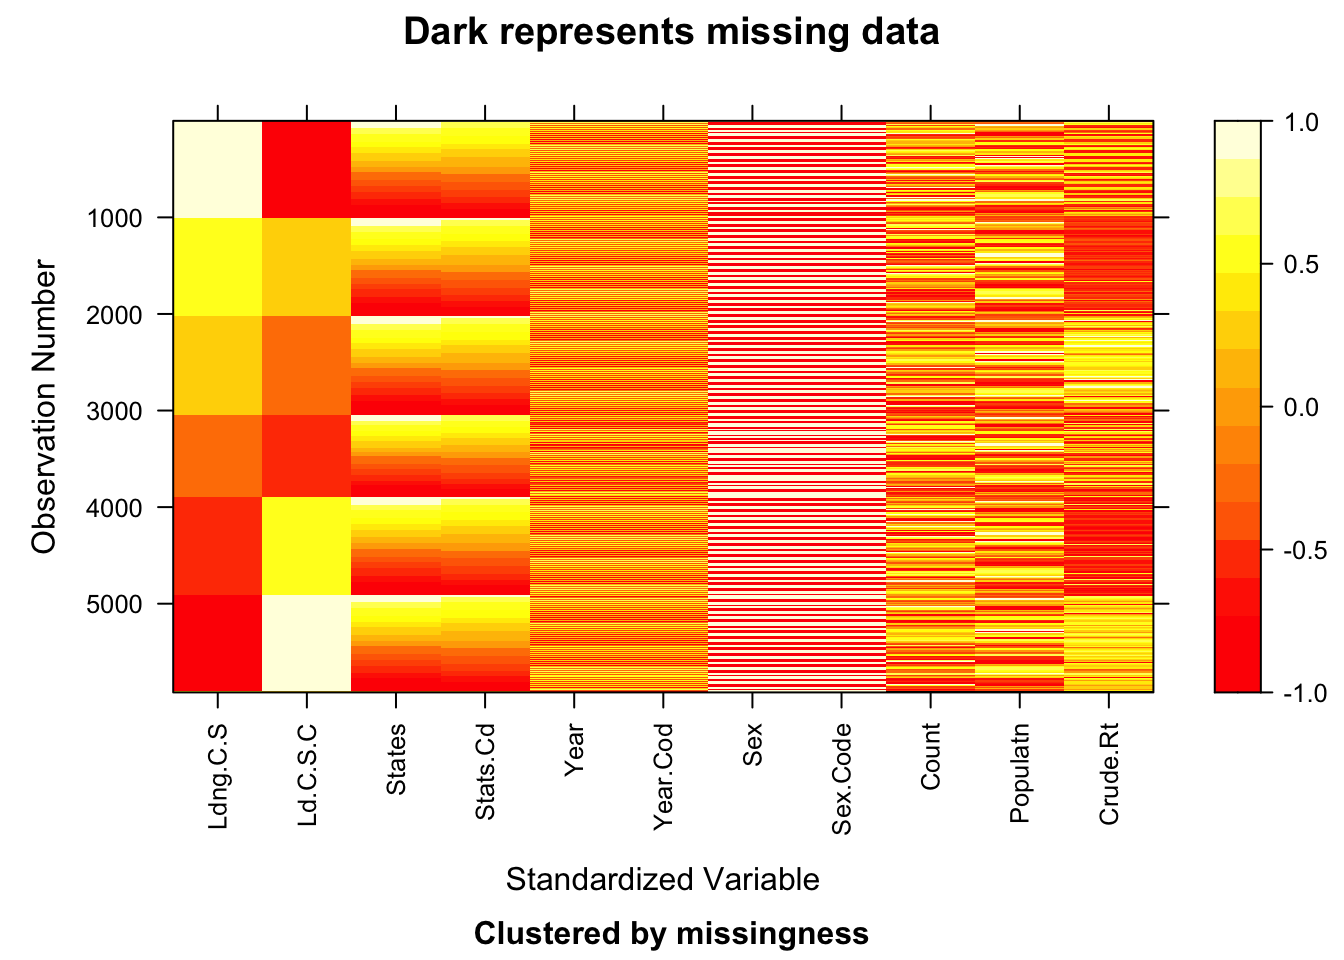 Dark represents missing data
Observation Number
1000
2000
3000
4000
5000
1.0
0.5
0.0
-0.5
-1.0
Ldng.C.S
Ld.C.S.C
States
Stats.Cd
Year
Year.Cod
Sex
Sex.Code
Count
Populatn
Crude.Rt
Standardized Variable
Clustered by missingness